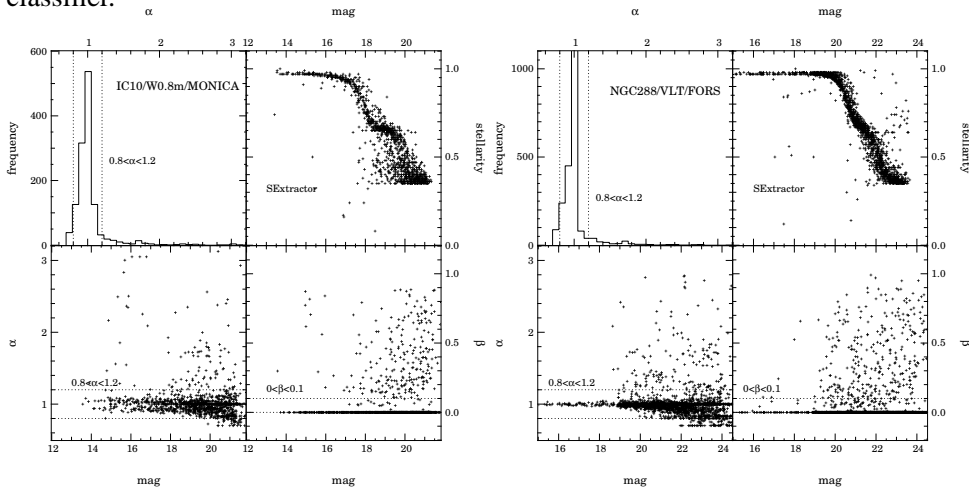 classifier.
α mag α mag
1 2 3 14 16 18 20 1 2 3 16 18 20 22 24
600 400 200 0
frequency
IC10/W0.8m/MONICA
0.8<α<1.2
SExtractor
1.0 0.5 0.0
stellarity
1000 500 0
frequency
NGC288/VLT/FORS
0.8<α<1.2
SExtractor
1.0 0.5 0.0
stellarity
3 2 1
α
0.8<α<1.2
0<β<0.1
1.0 0.5 0.0
β
3 2 1
α
0.8<α<1.2
0<β<0.1
1.0 0.5 0.0
β
12 14 16 18 20 12 14 16 18 20 16 18 20 22 24 16 18 20 22 24
mag mag mag mag